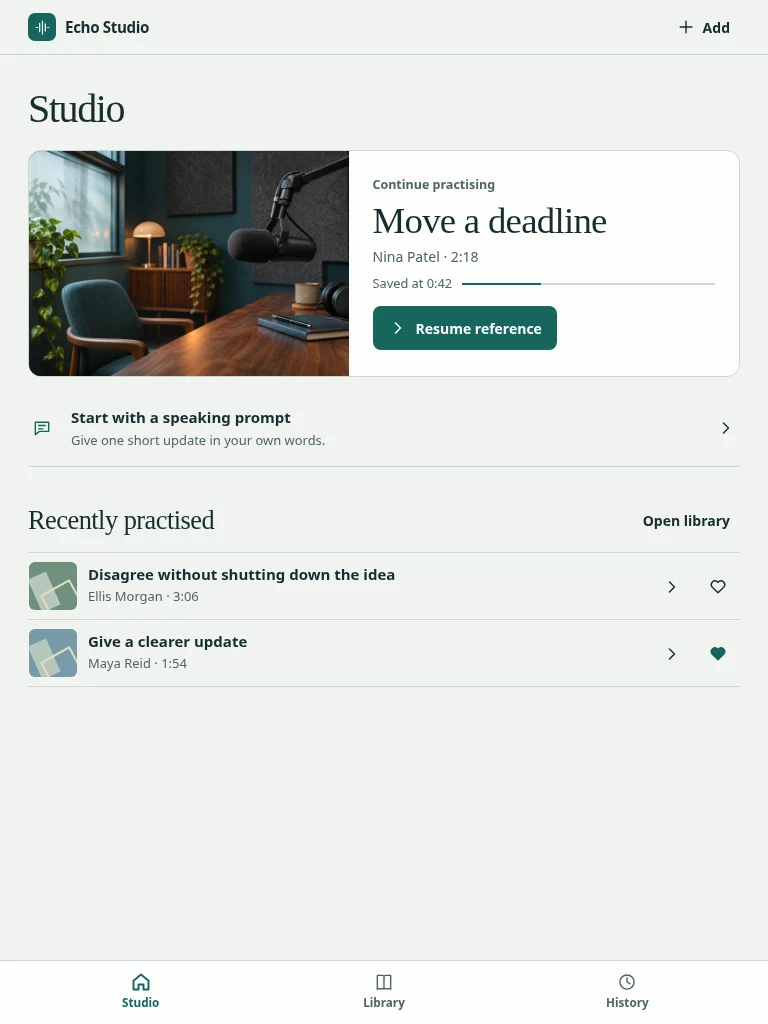 Echo Studio
Add
Studio
Continue practising
Move a deadline
Nina Patel · 2:18
Saved at 0:42
Resume reference
Start with a speaking prompt
Give one short update in your own words.
Recently practised
Open library
Disagree without shutting down the idea
Ellis Morgan · 3:06
Give a clearer update
Maya Reid · 1:54
Studio
Library
History